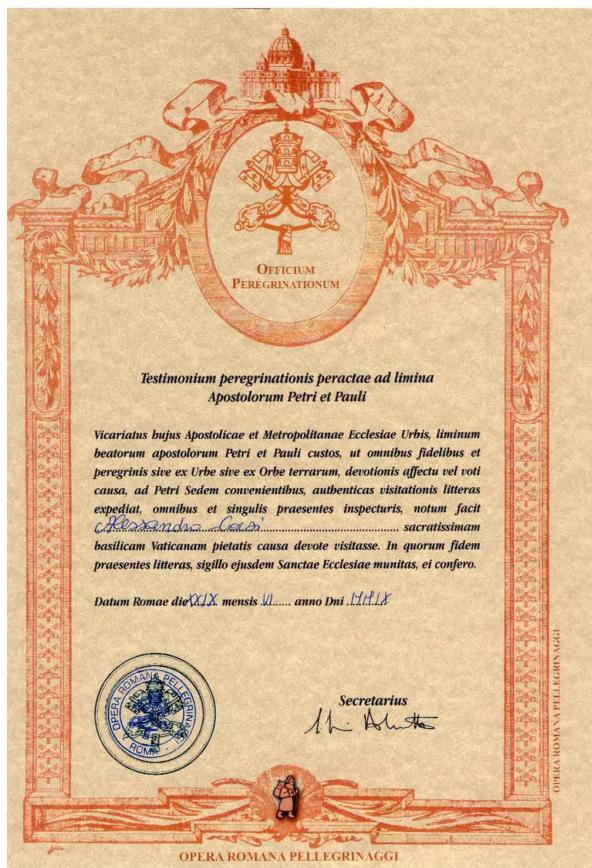 OFFICIUM
PEREGRINATIONUM
Testimonium peregrinationis peractae ad limina
Apostolorum Petri et Pauli
Vicariatus hujus Apostolicae et Metropolitanae Ecclesiae Urbis, liminum
beatorum apostolorum Petri et Pauli custos, ut omnibus fidelibus et
peregrinis sive ex Urbe sive ex Orbe terrarum, devotionis affectu vel voti
causa, ad Petri Sedem convenientibus, authenticas visitationis litteras
expediat, omnibus et singulis praesentes inspecturis, notum facit
Alessandro ........ sacratissimam
basilicam Vaticanam pietatis causa devote visitasse. In quorum fidem
praesentes litteras, sigillo ejusdem Sanctae Ecclesiae munitas, ei confero.
Datum Romae die XXIX mensis VI...... anno Dni MMIX
OPERA ROMANA PELLEGRINAGGI
ROMA
Secretarius
OPERA ROMANA PELLEGRINAGGI
OPERA ROMANA PELLEGRINAGGI